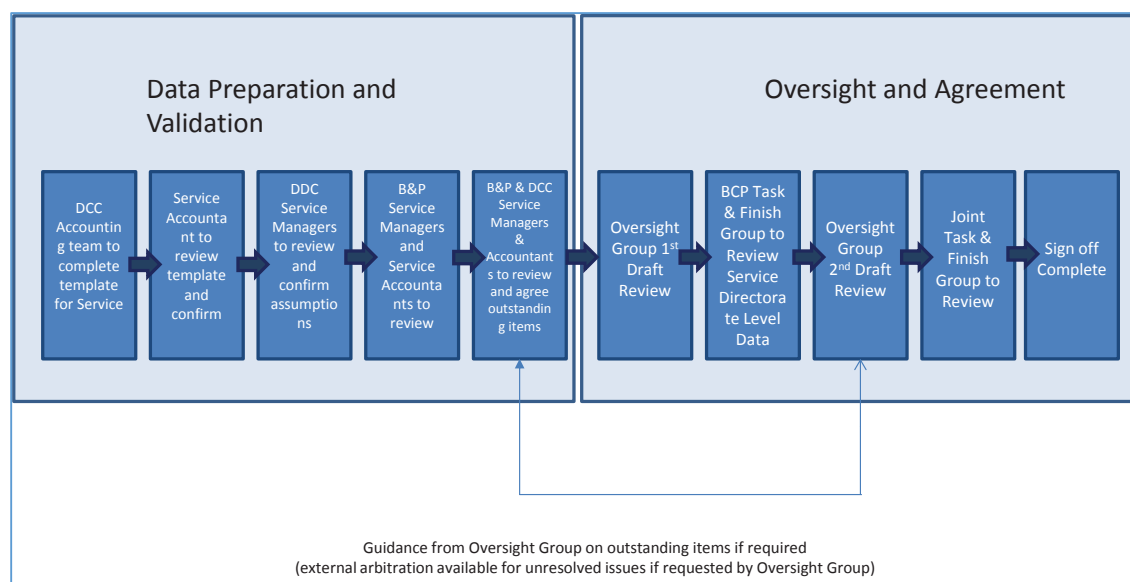 Data Preparation and
Validation
Oversight and Agreement
DCC
Accountin
g team to
complete
template
for Service
Service
Accounta
nt to
review
template
and
confirm
DDC
Service
Managers
to review
and
confirm
assumpti
ons
B&P
Service
Managers
and
Service
Accounta
nts to
review
B&P & DCC
Service
Managers
&
Accountan
ts to review
and agree
outstandin
g items
Oversight
Group 1st
Draft
Review
BCP Task
& Finish
Group to
Review
Service
Directora
te Level
Data
Oversight
Group
2nd Draft
Review
Joint
Task &
Finish
Group to
Review
Sign off
Complete
Guidance from Oversight Group on outstanding items if required
(external arbitration available for unresolved issues if requested by Oversight Group)